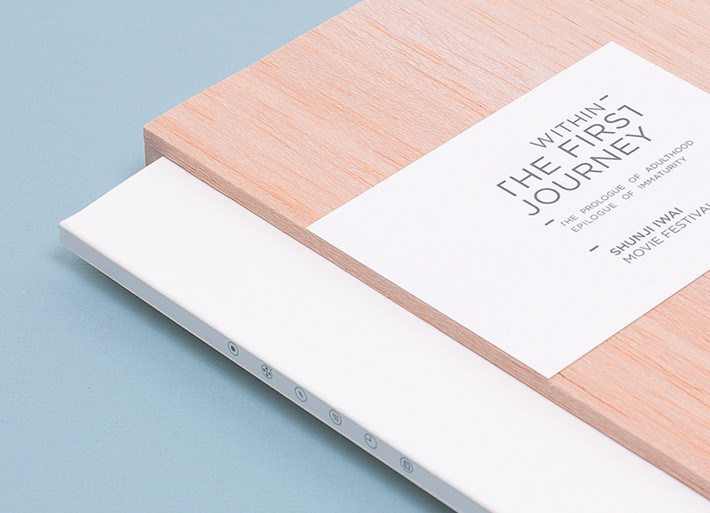 WITHIN
THE FIRST
JOURNEY
THE PROLOGUE OF ADULTHOOD
EPILOGUE OF IMMATURITY
SHUNJI IWAI
MOVIE FESTIVAL